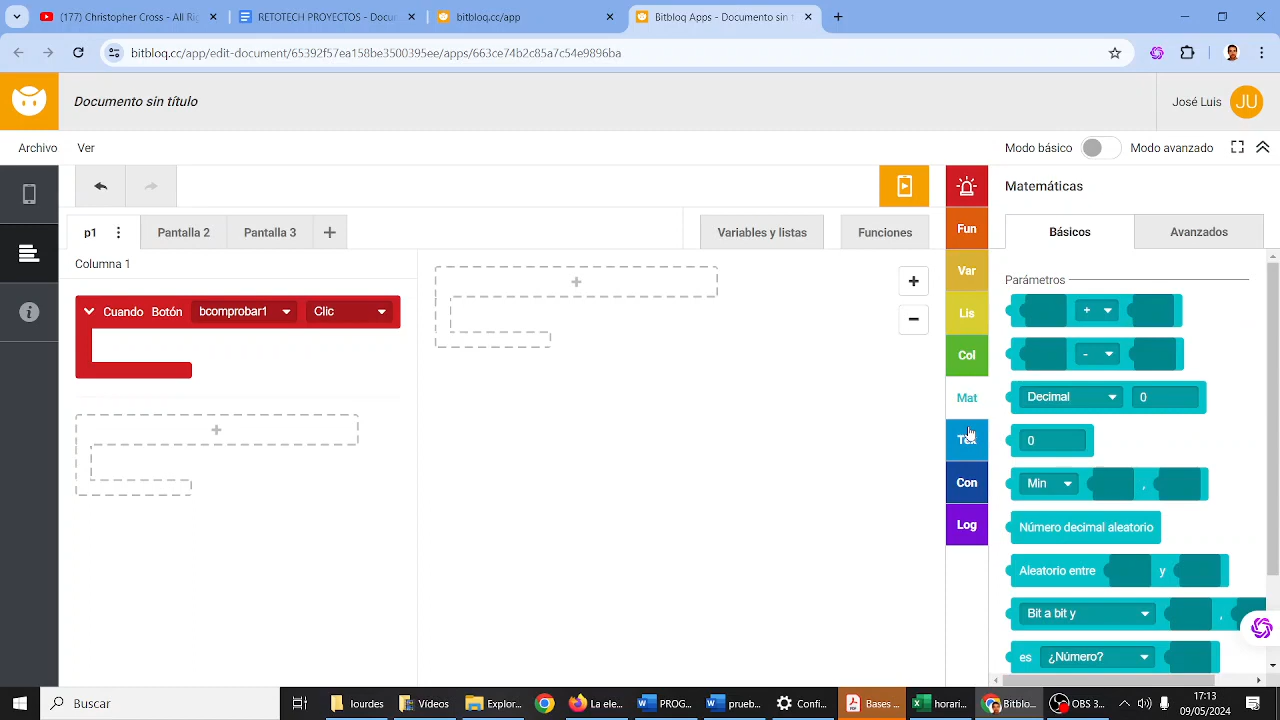 (17) Christopher Cross - All Rig
RETOTECH PROYECTOS - Docu
bitbloq.cc/app
Bitbloq Apps - Documento sin t
bitbloq.cc/app/edit-document/65392f57ea158be3500395ee/apps/663ce74b2c85a7c54e9896ba
Documento sin título
José Luis
JU
Archivo
Ver
Modo básico
Modo avanzado
Matemáticas
p1
Pantalla 2
Pantalla 3
Variables y listas
Funciones
Fun
Básicos
Avanzados
Columna 1
Var
Parámetros
Cuando Botón bcomprobar1 Clic
Lis
+
Col
-
Mat
Decimal
0
0
Con
Min
,
Log
Número decimal aleatorio
Aleatorio entre
y
Bit a bit y
,
es ¿Número?
Buscar
Curies
Vídeos
Explor...
La ele...
PROG...
prueb...
Confi...
Bases...
horari...
Bitblo...
OBS 3...
17:13
09/05/2024